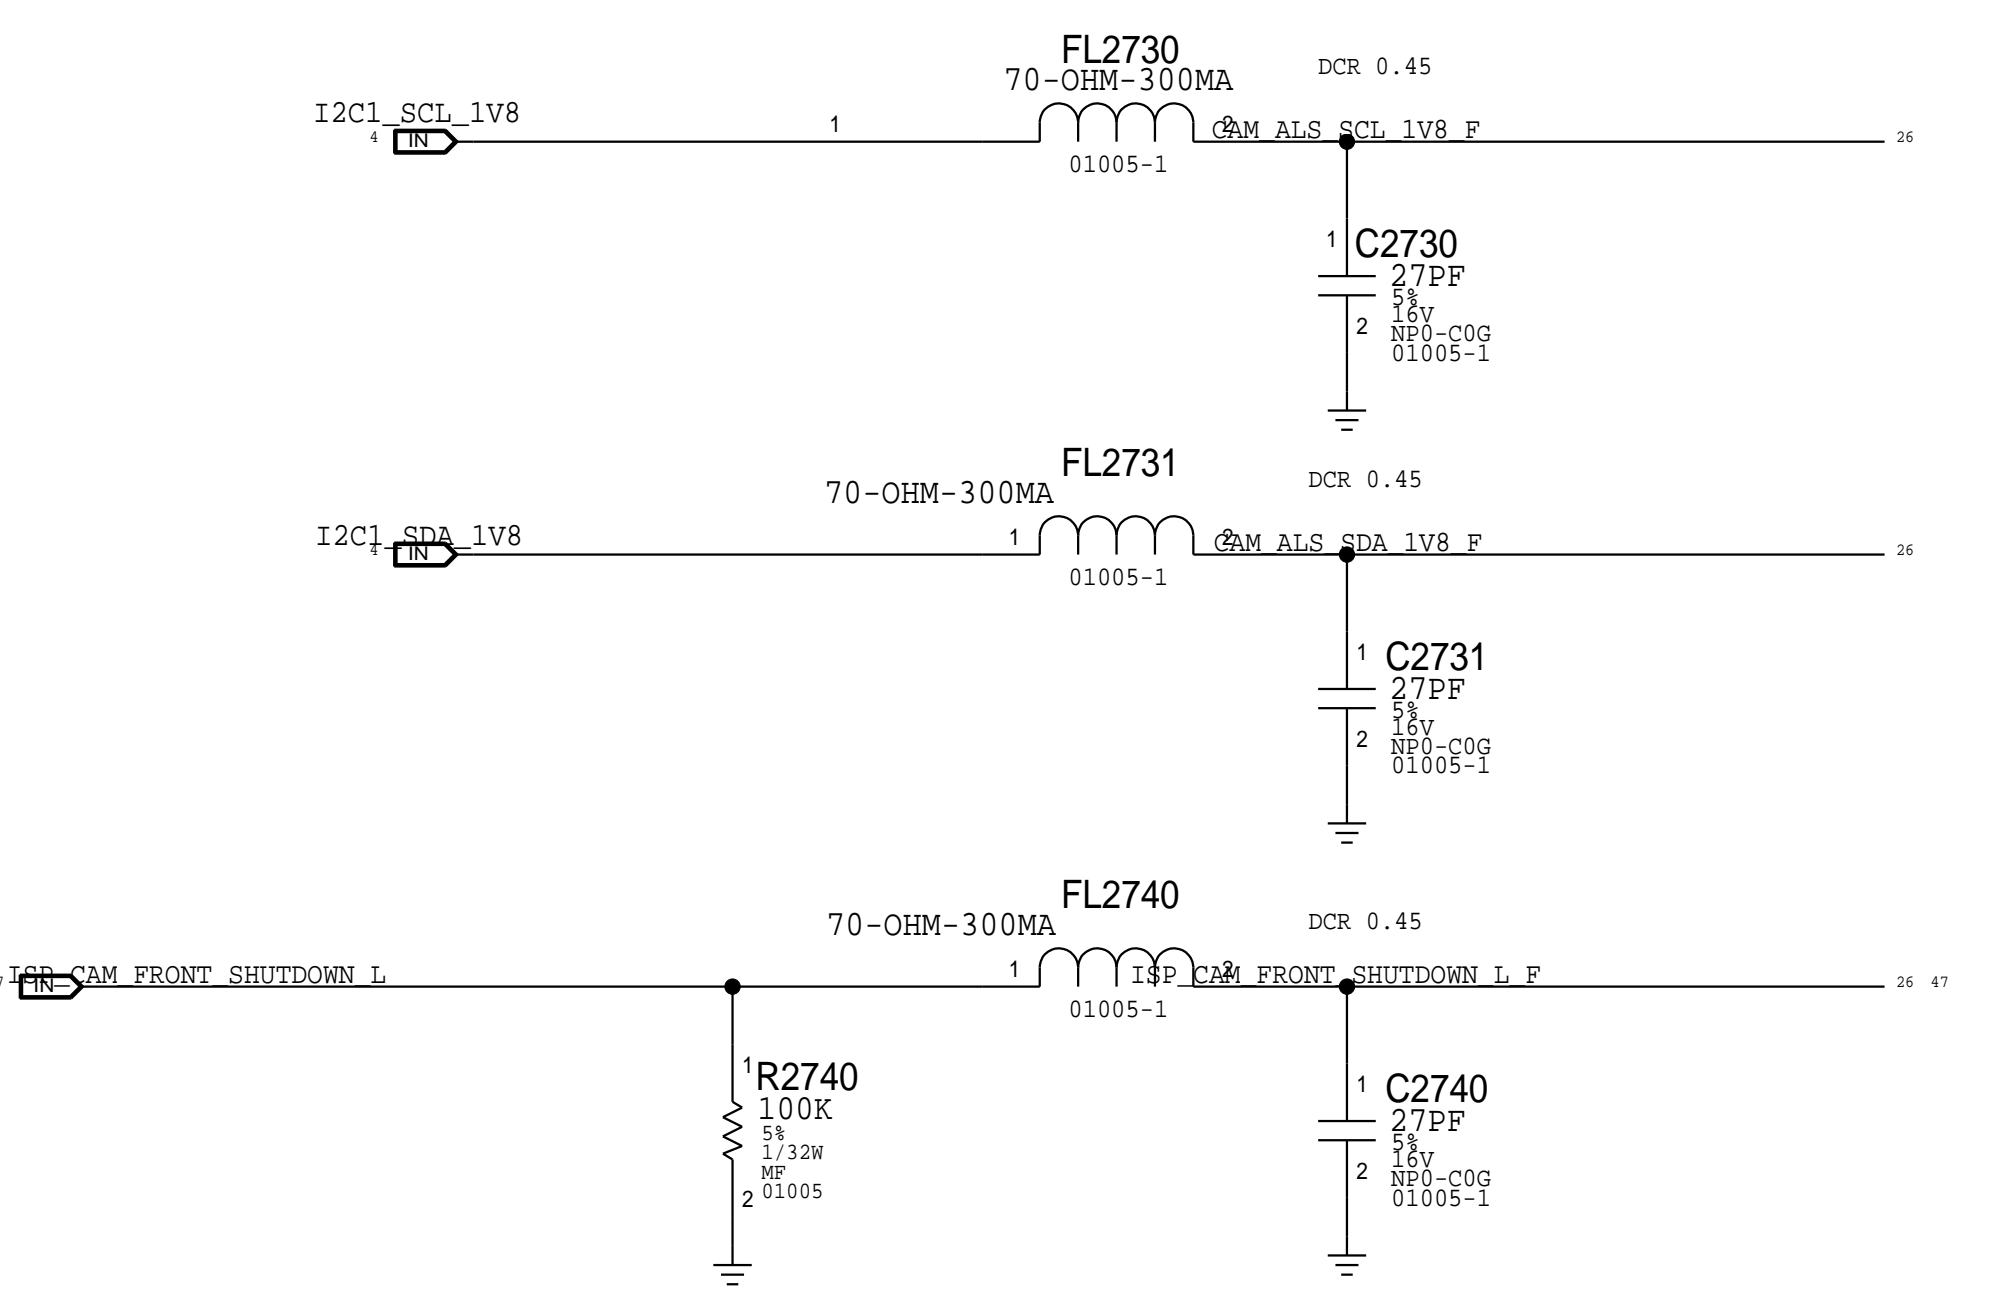 FL2730
DCR 0.45
70-OHM-300MA
I2C1_SCL_1V8
4 IN 1 2 CAM_ALS_SCL_1V8_F 26
01005-1
1 C2730
27PF
5%
16V
2 NP0-C0G
01005-1
FL2731
DCR 0.45
70-OHM-300MA
I2C1_SDA_1V8
4 IN 1 2 CAM_ALS_SDA_1V8_F 26
01005-1
1 C2731
27PF
5%
16V
2 NP0-C0G
01005-1
FL2740
DCR 0.45
70-OHM-300MA
ISP_CAM_FRONT_SHUTDOWN_L
IN 1 2 ISP_CAM_FRONT_SHUTDOWN_L_F 26 47
01005-1
1 R2740
100K
5%
1/32W
MF
2 01005
1 C2740
27PF
5%
16V
2 NP0-C0G
01005-1